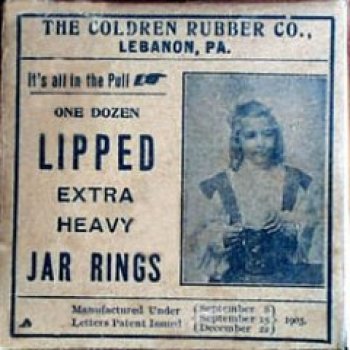 THE COLDREN RUBBER CO.,
LEBANON, PA.
It's all in the Pull
ONE DOZEN
LIPPED
EXTRA
HEAVY
JAR RINGS
Manufactured Under
Letters Patent Issued
(September 8)
(September 15)
(December 22)
1903.